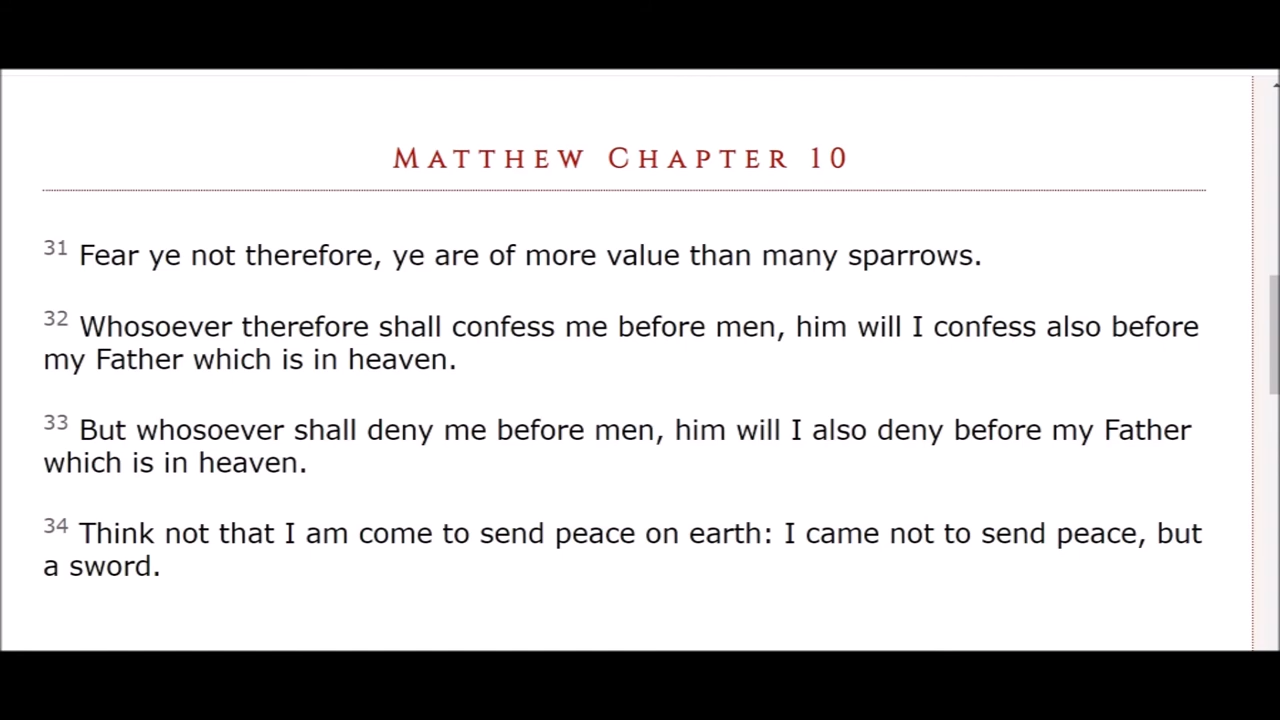 Matthew Chapter 10
31 Fear ye not therefore, ye are of more value than many sparrows.
32 Whosoever therefore shall confess me before men, him will I confess also before
my Father which is in heaven.
33 But whosoever shall deny me before men, him will I also deny before my Father
which is in heaven.
34 Think not that I am come to send peace on earth: I came not to send peace, but
a sword.